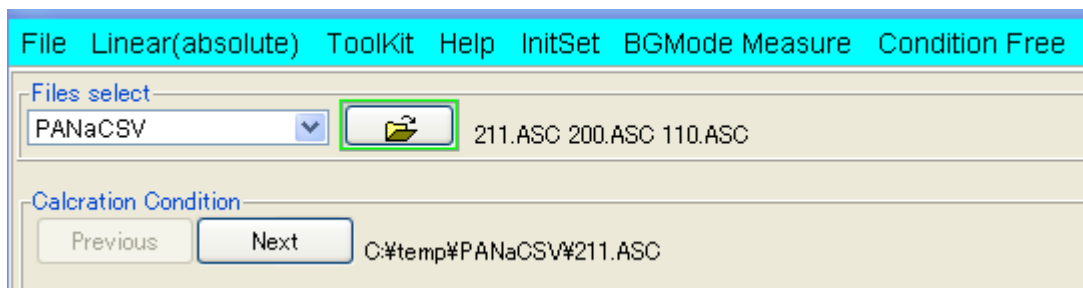 File Linear(absolute) ToolKit Help InitSet BGMode Measure Condition Free
Files select
PANaCSV 211.ASC 200.ASC 110.ASC
Calcration Condition
Previous Next C:¥temp¥PANaCSV¥211.ASC